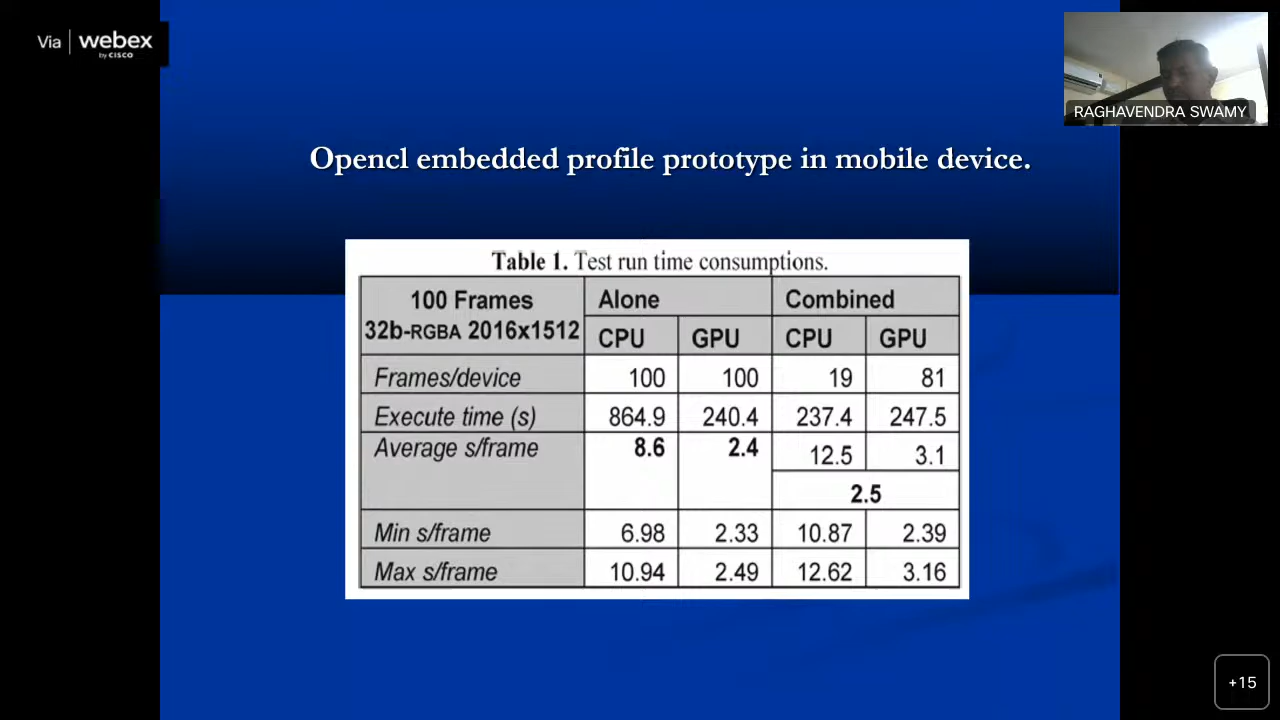 Via webex
by CISCO
RAGHAVENDRA SWAMY
Opencl embedded profile prototype in mobile device.
Table 1. Test run time consumptions.
100 Frames
32b-RGBA 2016x1512
Alone Combined
CPU GPU CPU GPU
Frames/device 100 100 19 81
Execute time (s) 864.9 240.4 237.4 247.5
Average s/frame 8.6 2.4 12.5 3.1
2.5
Min s/frame 6.98 2.33 10.87 2.39
Max s/frame 10.94 2.49 12.62 3.16
+15